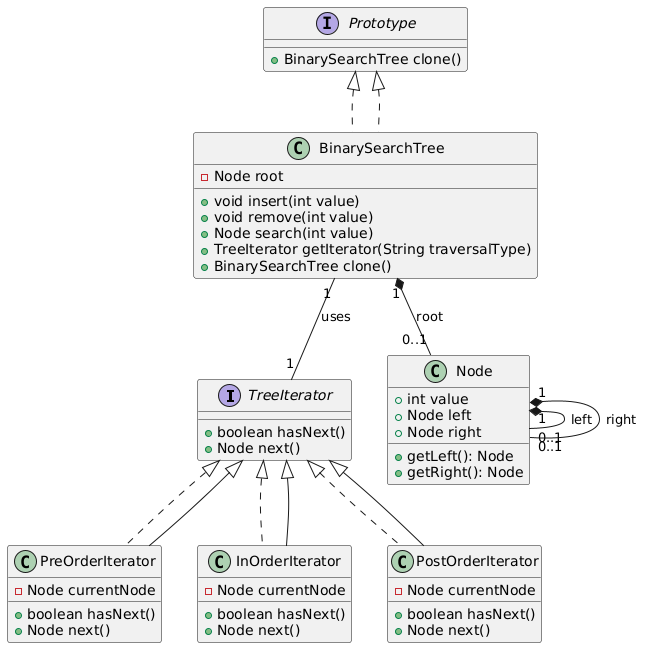 I Prototype
BinarySearchTree clone()
C BinarySearchTree
Node root
void insert(int value)
void remove(int value)
Node search(int value)
TreeIterator getIterator(String traversalType)
BinarySearchTree clone()
1
1
uses
root
1
0..1
I TreeIterator
boolean hasNext()
Node next()
C Node
int value
Node left
Node right
getLeft(): Node
getRight(): Node
1
1
left
right
0..1
0..1
C PreOrderIterator
Node currentNode
boolean hasNext()
Node next()
C InOrderIterator
Node currentNode
boolean hasNext()
Node next()
C PostOrderIterator
Node currentNode
boolean hasNext()
Node next()